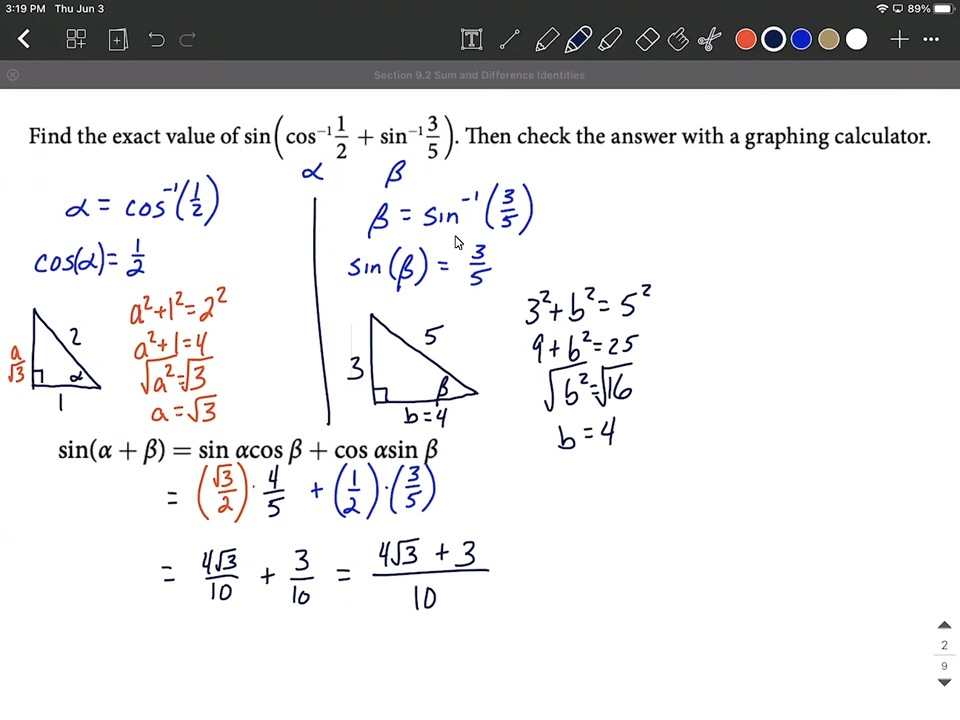 3:19 PM Thu Jun 3
89%
Section 9.2 Sum and Difference Identities
Find the exact value of sin(cos⁻¹ 1/2 + sin⁻¹ 3/5). Then check the answer with a graphing calculator.
α β
α = cos⁻¹(1/2)
cos(α) = 1/2
a
√3
2
α
1
a² + 1² = 2²
a² + 1 = 4
√a² = √3
a = √3
β = sin⁻¹(3/5)
sin(β) = 3/5
3
5
β
b = 4
3² + b² = 5²
9 + b² = 25
√b² = √16
b = 4
sin(α + β) = sin αcos β + cos αsin β
= (√3/2) · 4/5 + (1/2) · (3/5)
= 4√3/10 + 3/10 = (4√3 + 3)/10
2
9